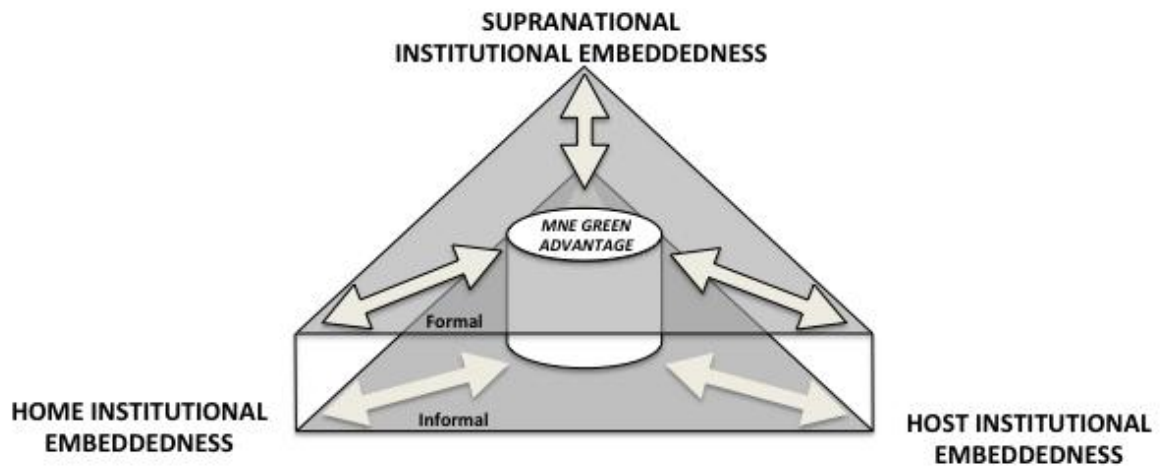 SUPRANATIONAL
INSTITUTIONAL EMBEDDEDNESS
MNE GREEN
ADVANTAGE
Formal
Informal
HOME INSTITUTIONAL
EMBEDDEDNESS
HOST INSTITUTIONAL
EMBEDDEDNESS